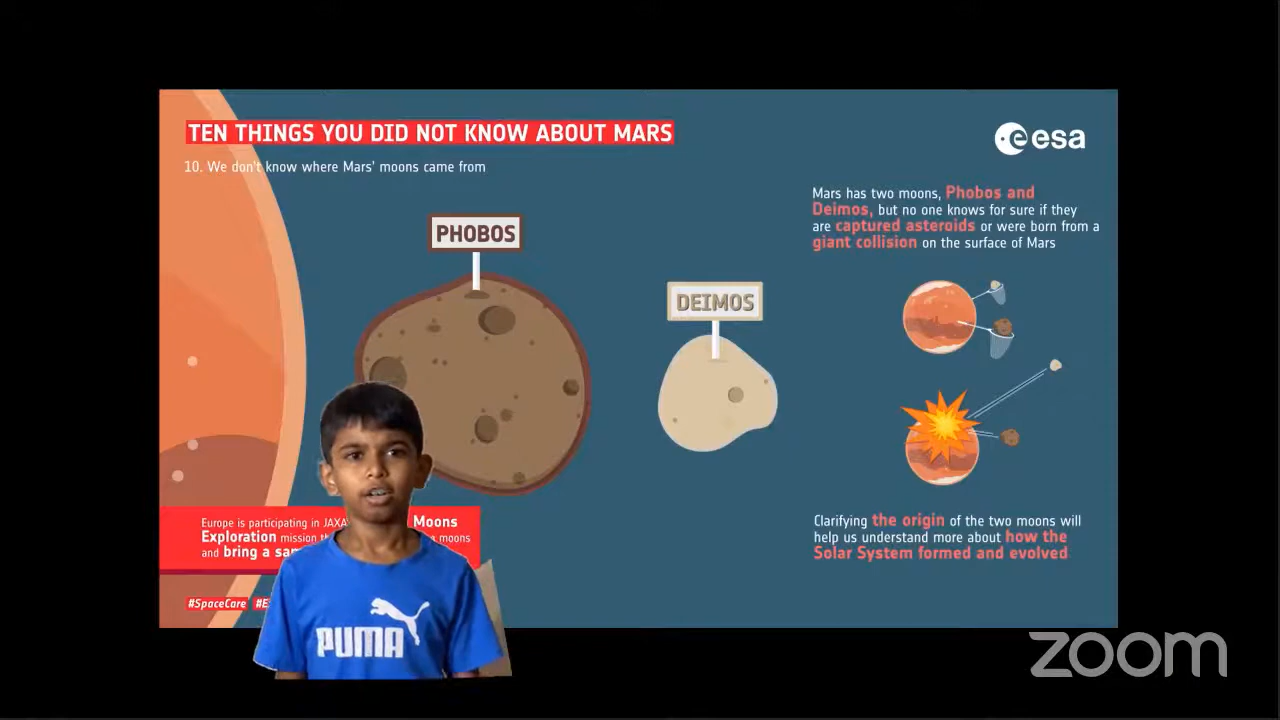 TEN THINGS YOU DID NOT KNOW ABOUT MARS
esa
10. We don't know where Mars' moons came from
Mars has two moons, Phobos and
Deimos, but no one knows for sure if they
are captured asteroids or were born from a
giant collision on the surface of Mars
PHOBOS
DEIMOS
Europe is participating in JAXA Moons
Exploration mission moons
and bring a
Clarifying the origin of the two moons will
help us understand more about how the
Solar System formed and evolved
#SpaceCare
PUMA
zoom